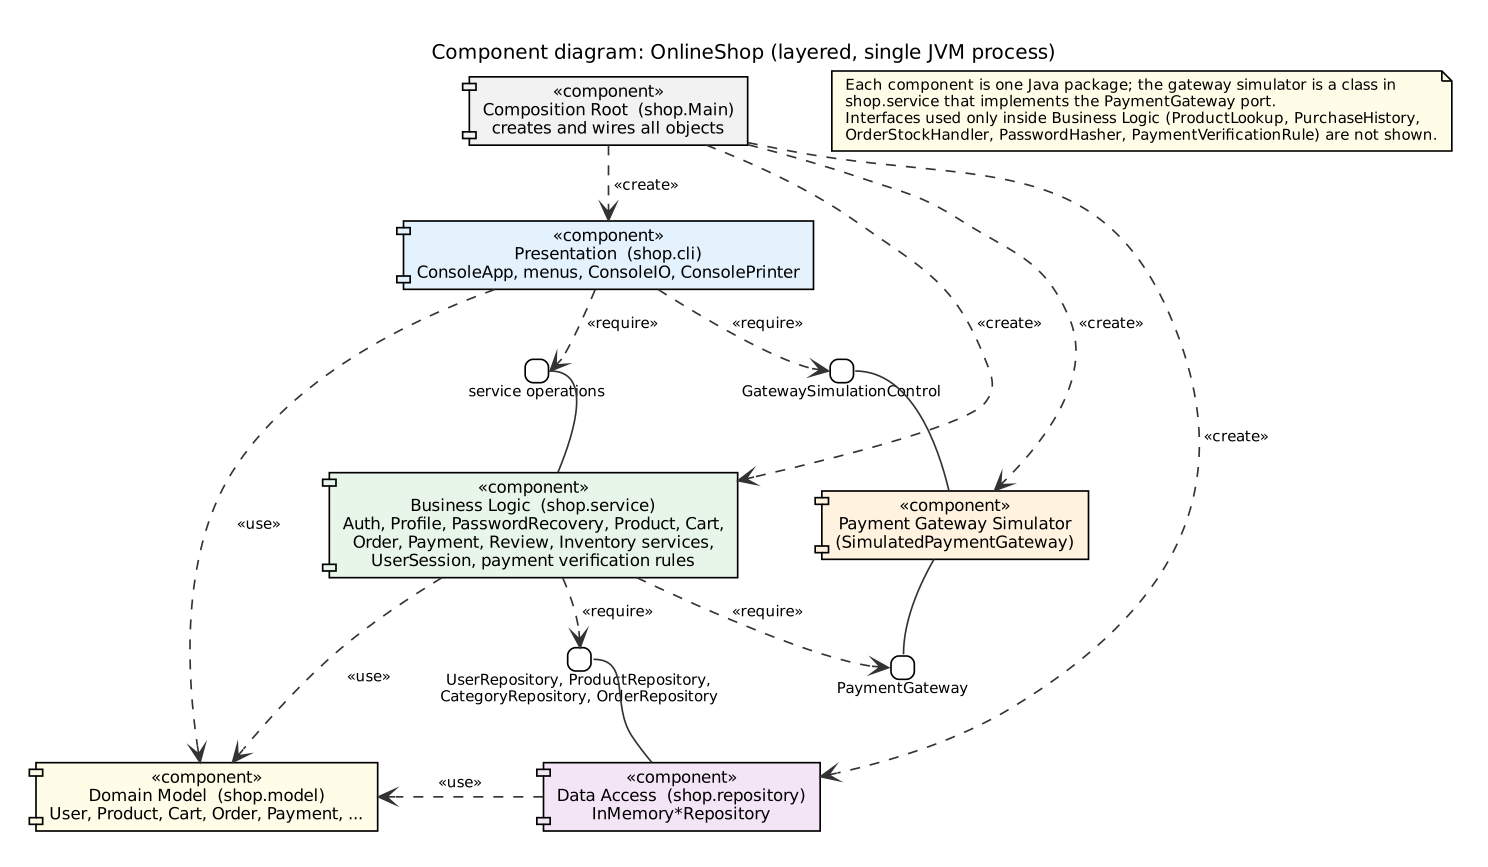 Component diagram: OnlineShop (layered, single JVM process)
«component»
Composition Root  (shop.Main)
creates and wires all objects
Each component is one Java package; the gateway simulator is a class in
shop.service that implements the PaymentGateway port.
Interfaces used only inside Business Logic (ProductLookup, PurchaseHistory,
OrderStockHandler, PasswordHasher, PaymentVerificationRule) are not shown.
«create»
«component»
Presentation  (shop.cli)
ConsoleApp, menus, ConsoleIO, ConsolePrinter
«require»
«require»
«create»
«create»
service operations
GatewaySimulationControl
«create»
«component»
Business Logic  (shop.service)
Auth, Profile, PasswordRecovery, Product, Cart,
Order, Payment, Review, Inventory services,
UserSession, payment verification rules
«component»
Payment Gateway Simulator
(SimulatedPaymentGateway)
«use»
«require»
«require»
«use»
UserRepository, ProductRepository,
CategoryRepository, OrderRepository
PaymentGateway
«component»
Domain Model  (shop.model)
User, Product, Cart, Order, Payment, ...
«use»
«component»
Data Access  (shop.repository)
InMemory*Repository